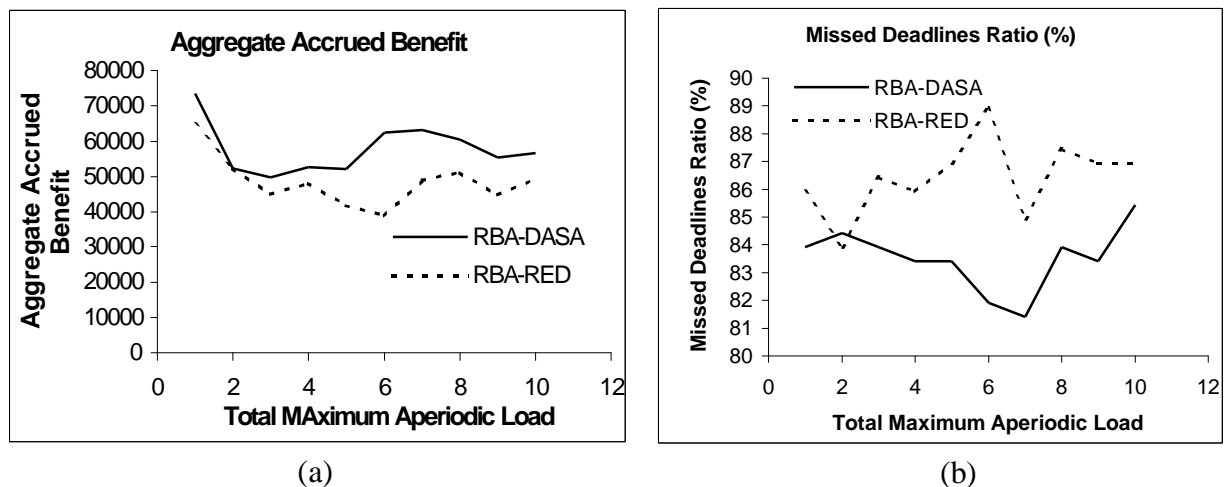 Aggregate Accrued Benefit
Aggregate Accrued
Benefit
80000
70000
60000
50000
40000
30000
20000
10000
0
RBA-DASA
RBA-RED
0 2 4 6 8 10 12
Total MAximum Aperiodic Load
(a)
Missed Deadlines Ratio (%)
Missed Deadlines Ratio (%)
90
89
88
87
86
85
84
83
82
81
80
RBA-DASA
RBA-RED
0 2 4 6 8 10 12
Total Maximum Aperiodic Load
(b)